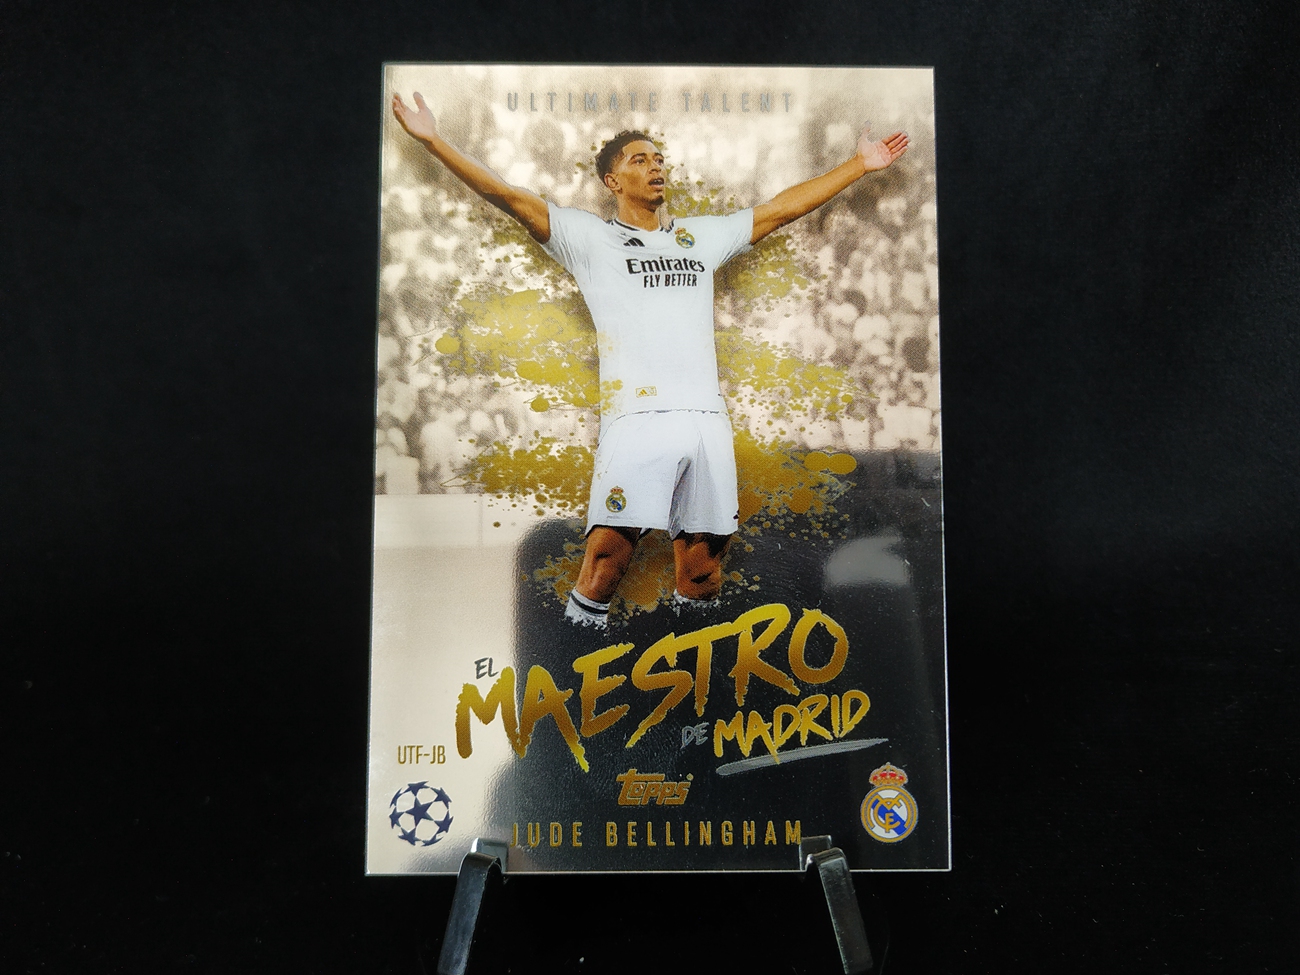 ULTIMATE TALENT
Emirates
FLY BETTER
EL
MAESTRO
DE MADRID
UTF-JB
topps
JUDE BELLINGHAM